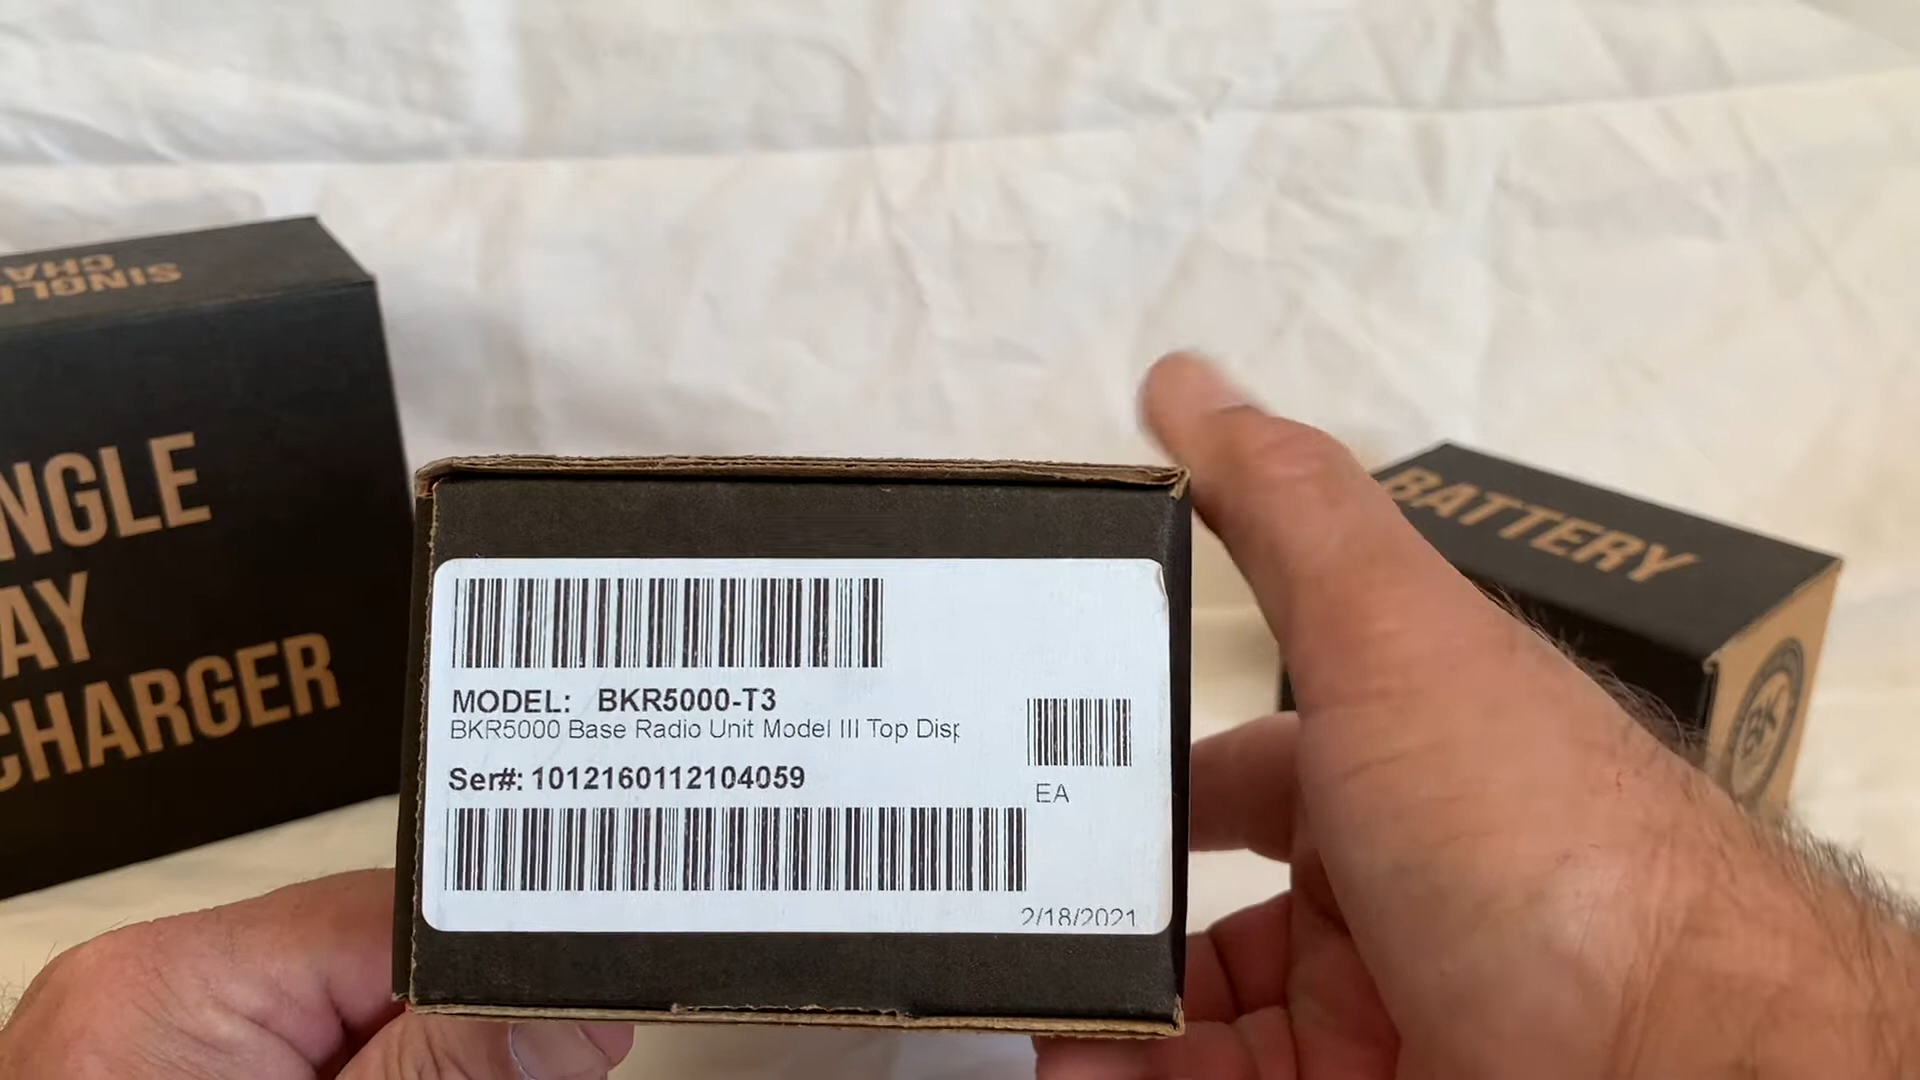 SINGLE
CHA
NGLE
AY
CHARGER
MODEL: BKR5000-T3
BKR5000 Base Radio Unit Model III Top Disp
Ser#: 1012160112104059
EA
2/18/2021
BATTERY
BK